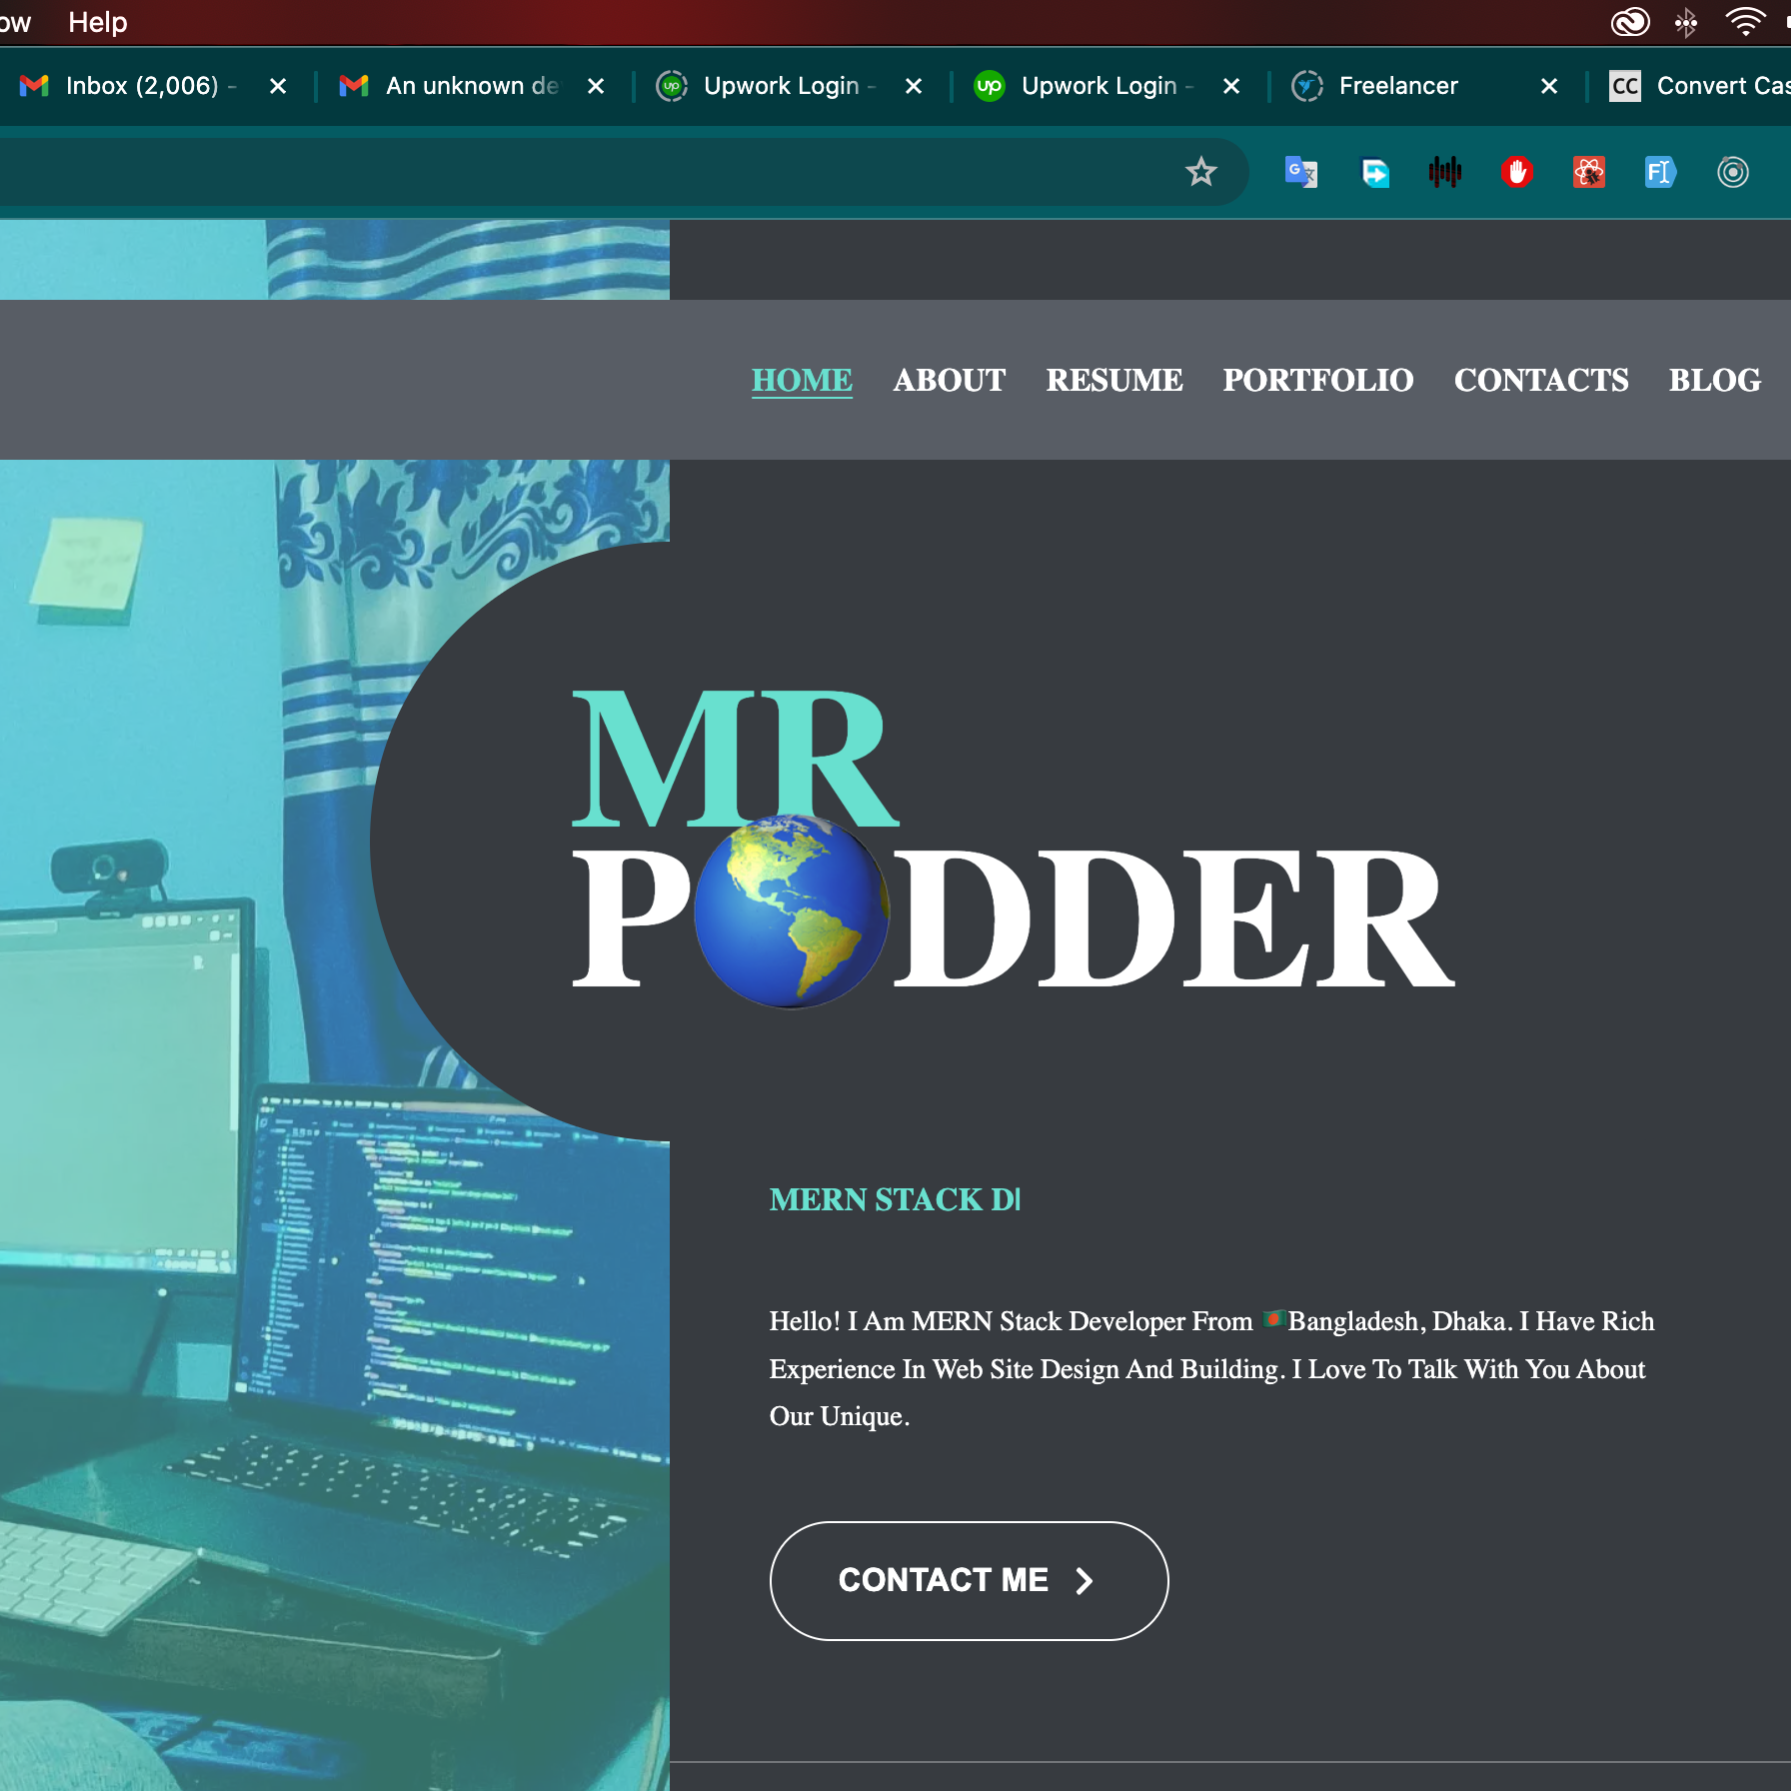 ow Help
Inbox (2,006) -
An unknown de
Upwork Login -
Upwork Login -
Freelancer
CC Convert Cas
HOME ABOUT RESUME PORTFOLIO CONTACTS BLOG
MR
P🌎DDER
MERN STACK D
Hello! I Am MERN Stack Developer From 🇧🇩Bangladesh, Dhaka. I Have Rich
Experience In Web Site Design And Building. I Love To Talk With You About
Our Unique.
CONTACT ME